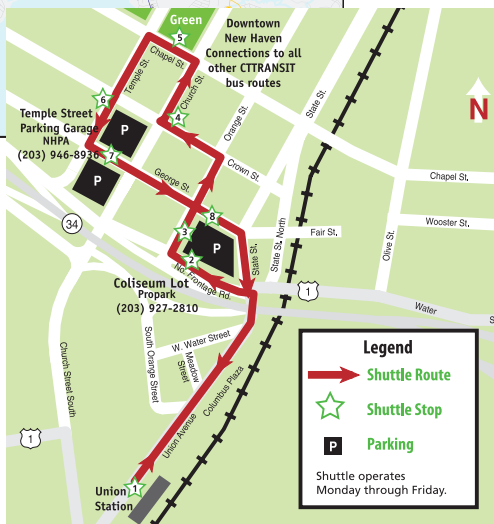 Green
Downtown
New Haven
Connections to all
other CTTRANSIT
bus routes
5
Chapel St.
Temple St.
Church St.
State St.
6
4
Orange St.
N
Temple Street
Parking Garage
NHPA
(203) 946-8936
P
7
P
George St.
Crown St.
Chapel St.
34
8
3
P
2
Fair St.
Wooster St.
State St. North
State St.
Olive St.
No. Frontage Rd.
Coliseum Lot
Propark
(203) 927-2810
1
Water
W. Water Street
South Orange Street
Meadow
Street
Church Street South
Columbus Plaza
Union Avenue
1
1
Union
Station
Legend
Shuttle Route
Shuttle Stop
P
Parking
Shuttle operates
Monday through Friday.